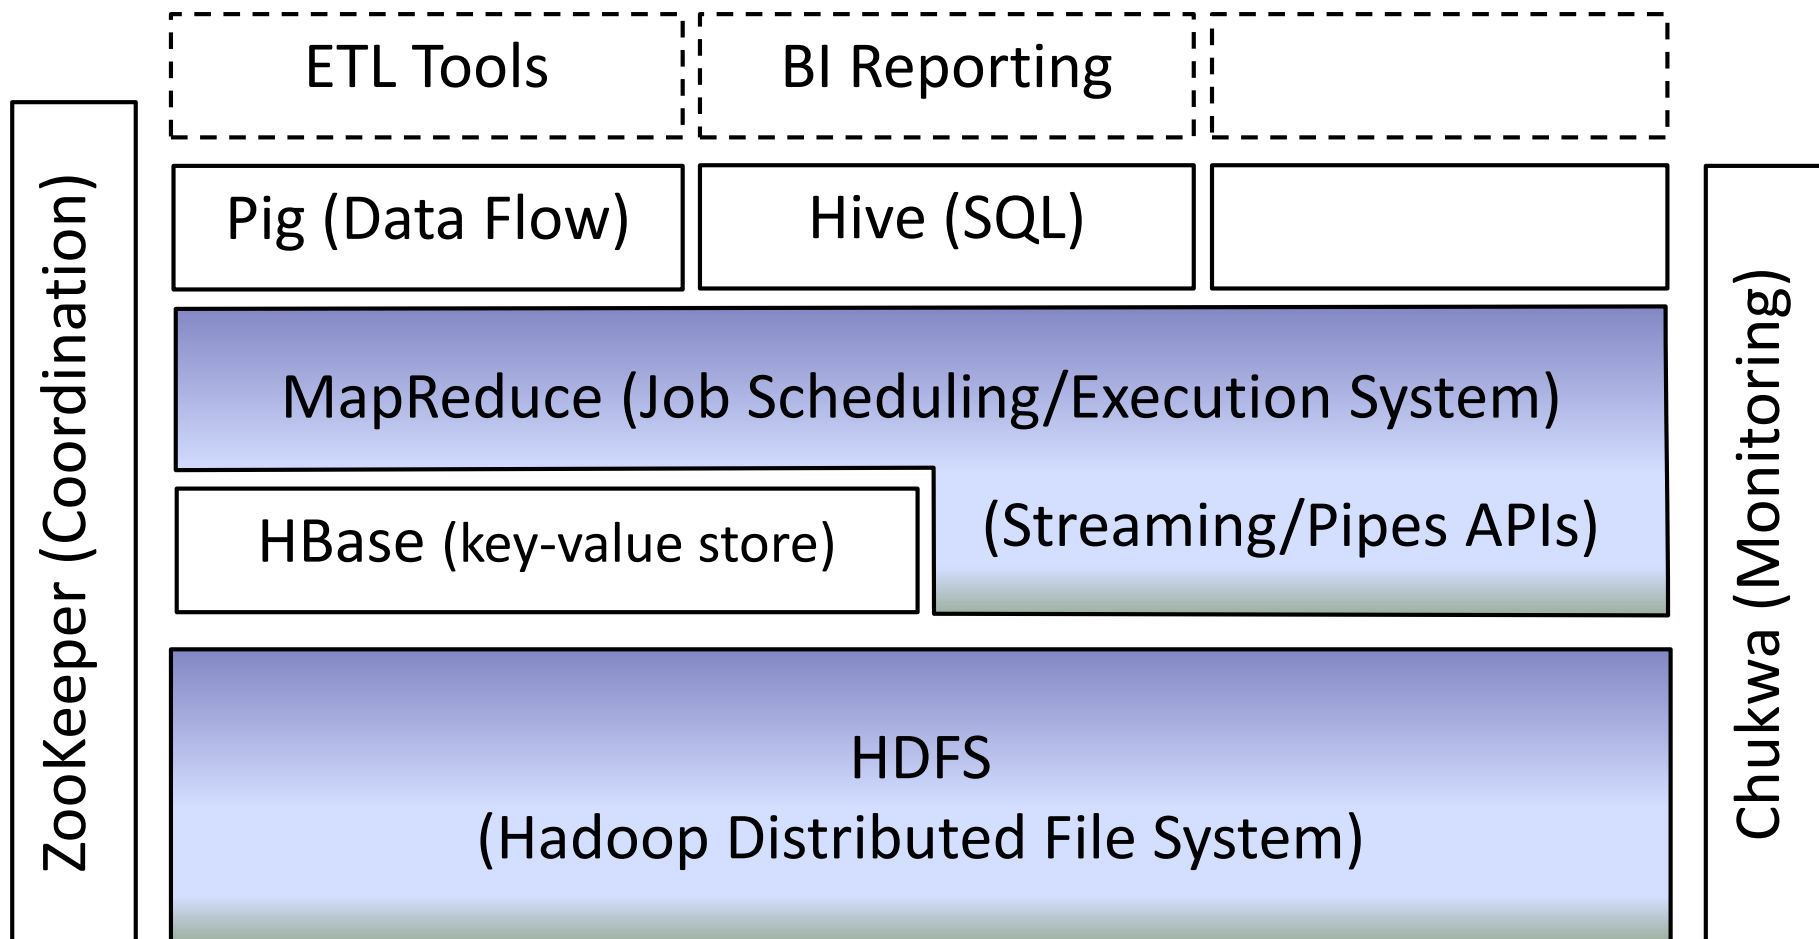 ETL Tools
BI Reporting
Pig (Data Flow)
Hive (SQL)
MapReduce (Job Scheduling/Execution System)
(Streaming/Pipes APIs)
HBase (key-value store)
HDFS
(Hadoop Distributed File System)
ZooKeeper (Coordination)
Chukwa (Monitoring)